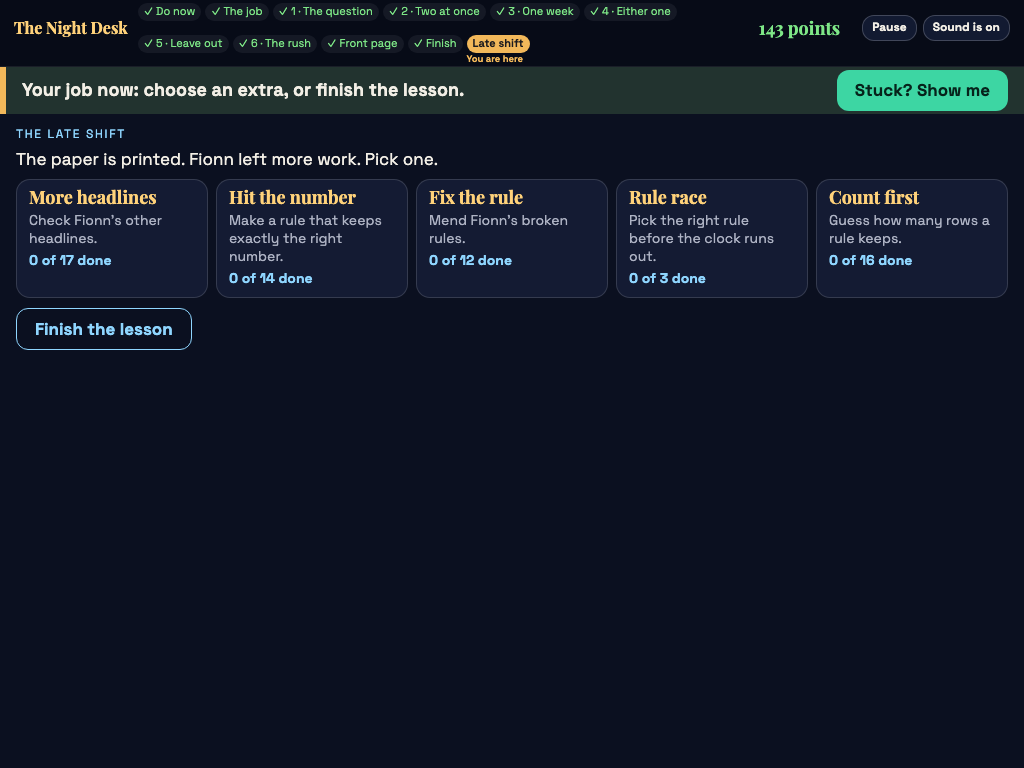 The Night Desk
✓ Do now ✓ The job ✓ 1 · The question ✓ 2 · Two at once ✓ 3 · One week ✓ 4 · Either one
✓ 5 · Leave out ✓ 6 · The rush ✓ Front page ✓ Finish Late shift
You are here
143 points
Pause
Sound is on
Your job now: choose an extra, or finish the lesson.
Stuck? Show me
THE LATE SHIFT
The paper is printed. Fionn left more work. Pick one.
More headlines
Check Fionn's other
headlines.
0 of 17 done
Hit the number
Make a rule that keeps
exactly the right
number.
0 of 14 done
Fix the rule
Mend Fionn's broken
rules.
0 of 12 done
Rule race
Pick the right rule
before the clock runs
out.
0 of 3 done
Count first
Guess how many rows a
rule keeps.
0 of 16 done
Finish the lesson